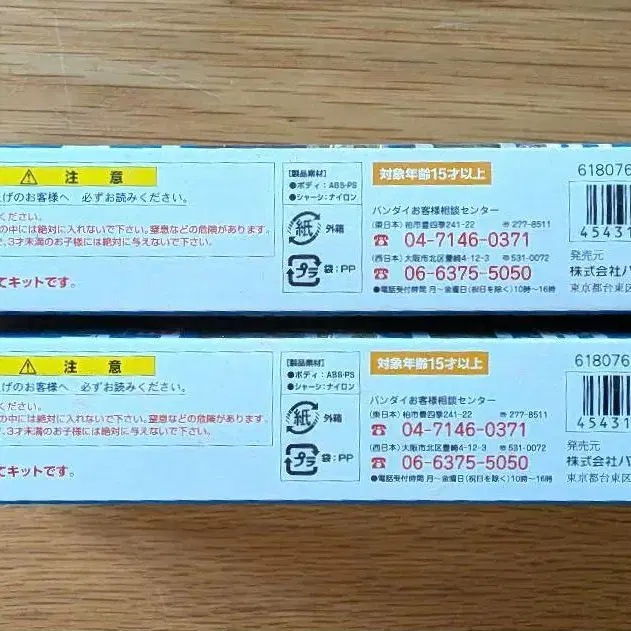 注意
げのお客様へ 必ずお読みください。
ください。
の中には絶対に入れないで下さい。窒息などの危険があります。
、3才未満のお子様には絶対に与えないで下さい。
てキットです。
【製品素材】
●ボディ：ABS・PS
●シャーシ：ナイロン
紙 外箱
プラ 袋：PP
対象年齢15才以上
バンダイお客様相談センター
(東日本) 柏市豊四季241-22 〒277-8511
☎ 04-7146-0371
(西日本) 大阪市北区豊崎4-12-3 〒531-0072
☎ 06-6375-5050
●電話受付時間 月〜金曜日(祝日を除く)10時〜16時
618076
45431
発売元
株式会社バ
東京都台東区
注意
げのお客様へ 必ずお読みください。
ください。
の中には絶対に入れないで下さい。窒息などの危険があります。
、3才未満のお子様には絶対に与えないで下さい。
てキットです。
【製品素材】
●ボディ：ABS・PS
●シャーシ：ナイロン
紙 外箱
プラ 袋：PP
対象年齢15才以上
バンダイお客様相談センター
(東日本) 柏市豊四季241-22 〒277-8511
☎ 04-7146-0371
(西日本) 大阪市北区豊崎4-12-3 〒531-0072
☎ 06-6375-5050
●電話受付時間 月〜金曜日(祝日を除く)10時〜16時
618076
45431
発売元
株式会社バ
東京都台東区